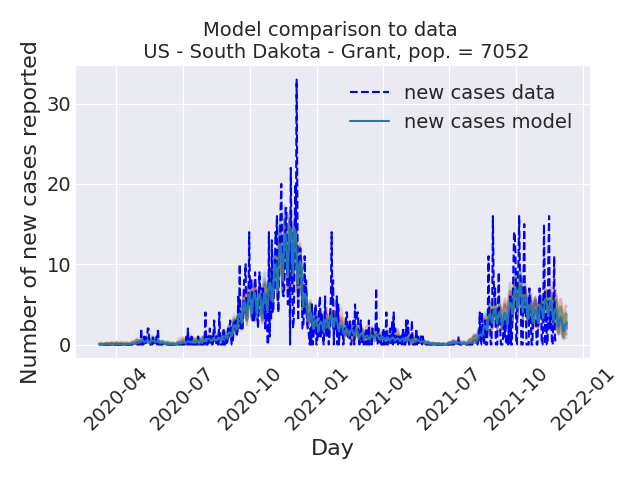 Model comparison to data
US - South Dakota - Grant, pop. = 7052
Number of new cases reported
30
20
10
0
new cases data
new cases model
2020-04
2020-07
2020-10
2021-01
2021-04
2021-07
2021-10
2022-01
Day